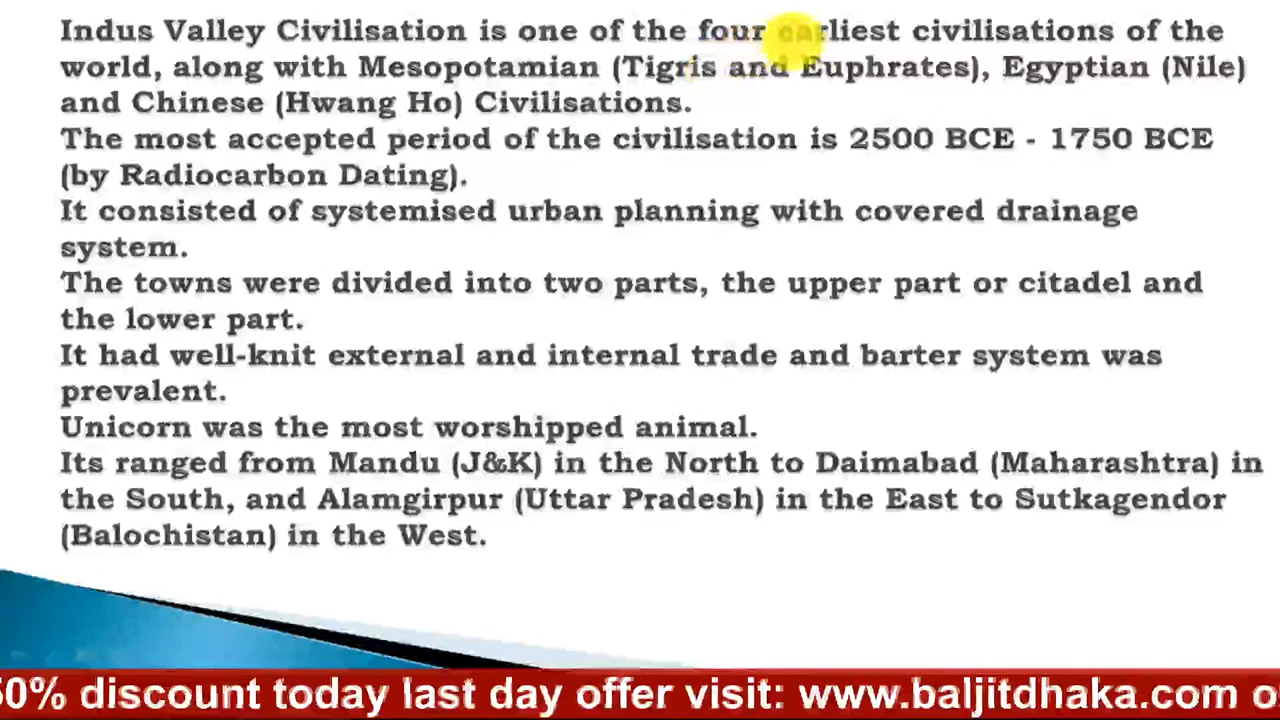 Indus Valley Civilisation is one of the four earliest civilisations of the
world, along with Mesopotamian (Tigris and Euphrates), Egyptian (Nile)
and Chinese (Hwang Ho) Civilisations.
The most accepted period of the civilisation is 2500 BCE - 1750 BCE
(by Radiocarbon Dating).
It consisted of systemised urban planning with covered drainage
system.
The towns were divided into two parts, the upper part or citadel and
the lower part.
It had well-knit external and internal trade and barter system was
prevalent.
Unicorn was the most worshipped animal.
Its ranged from Mandu (J&K) in the North to Daimabad (Maharashtra) in
the South, and Alamgirpur (Uttar Pradesh) in the East to Sutkagendor
(Balochistan) in the West.
50% discount today last day offer visit: www.baljitdhaka.com o